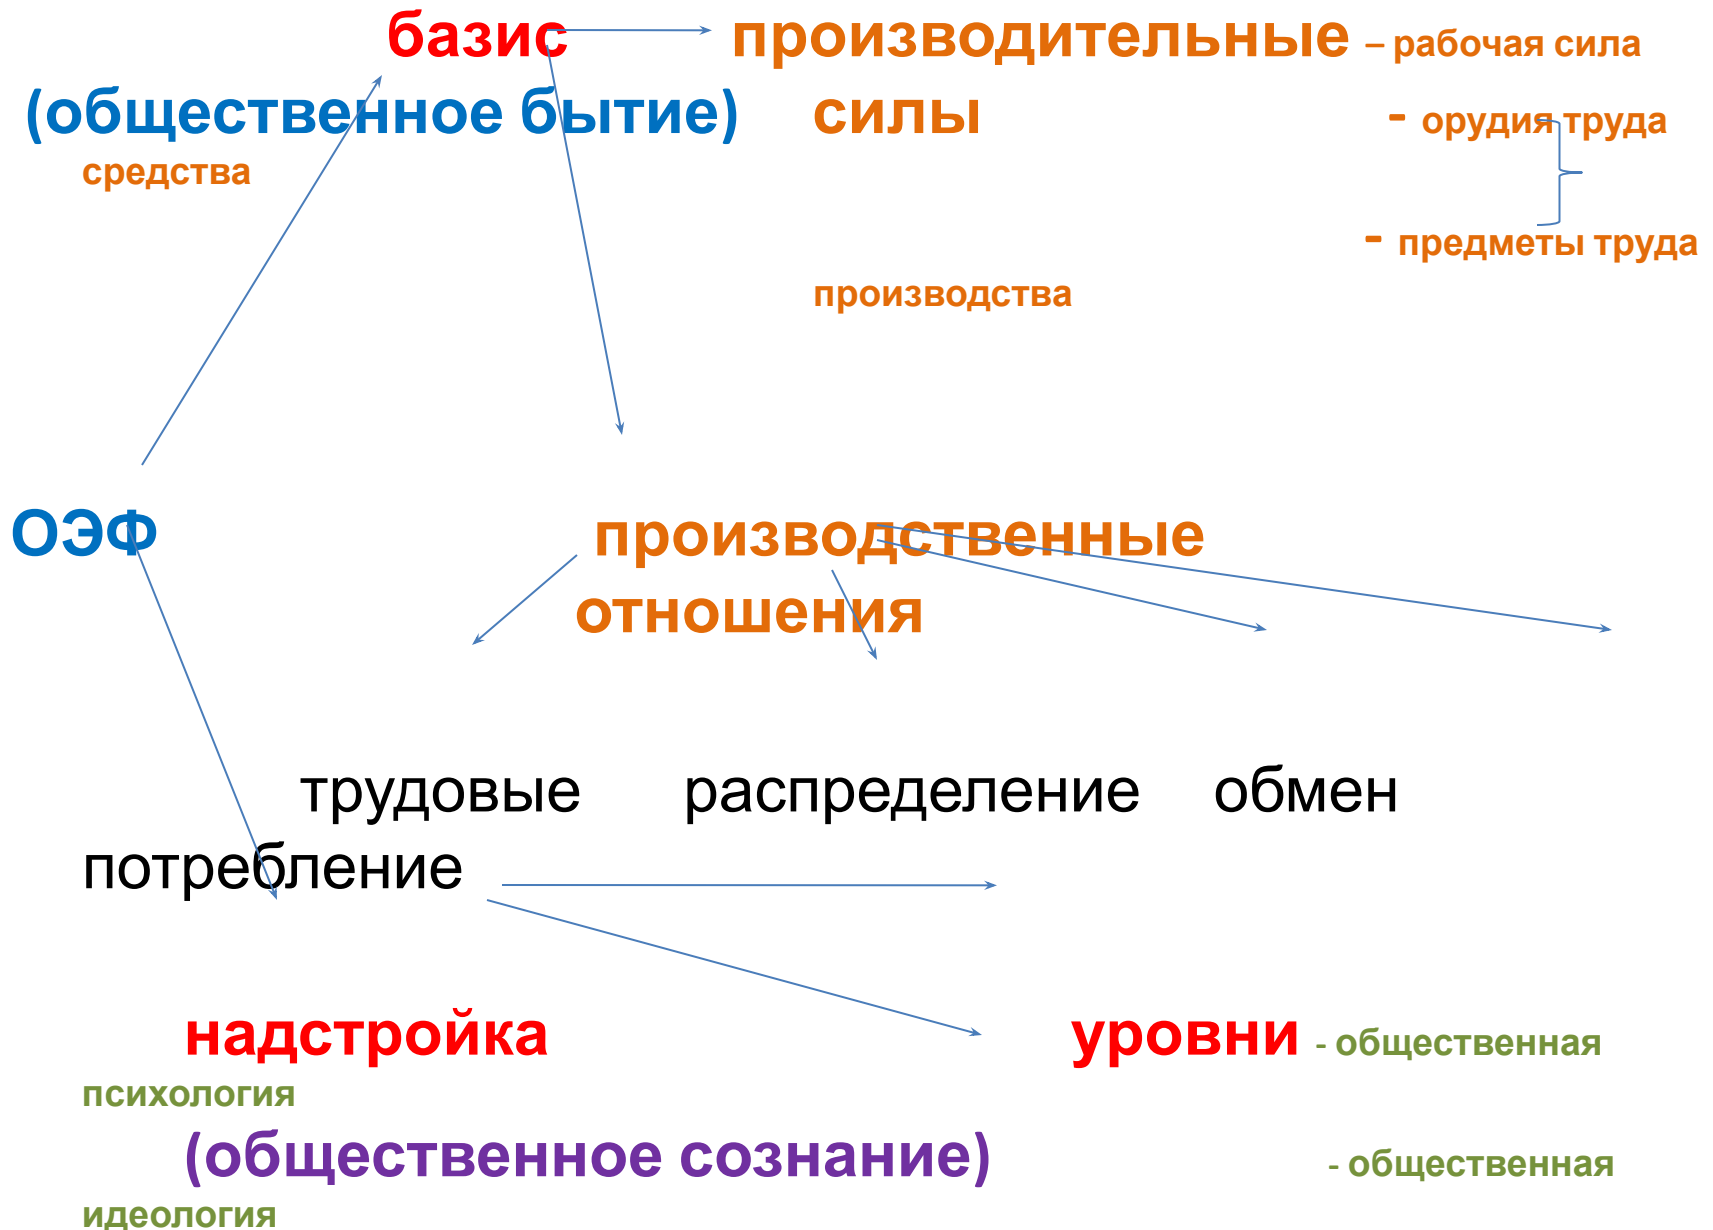 базис производительные – рабочая сила
(общественное бытие) силы - орудия труда
средства
- предметы труда
производства
ОЭФ производственные
отношения
трудовые распределение обмен
потребление
надстройка уровни - общественная
психология
(общественное сознание) - общественная
идеология